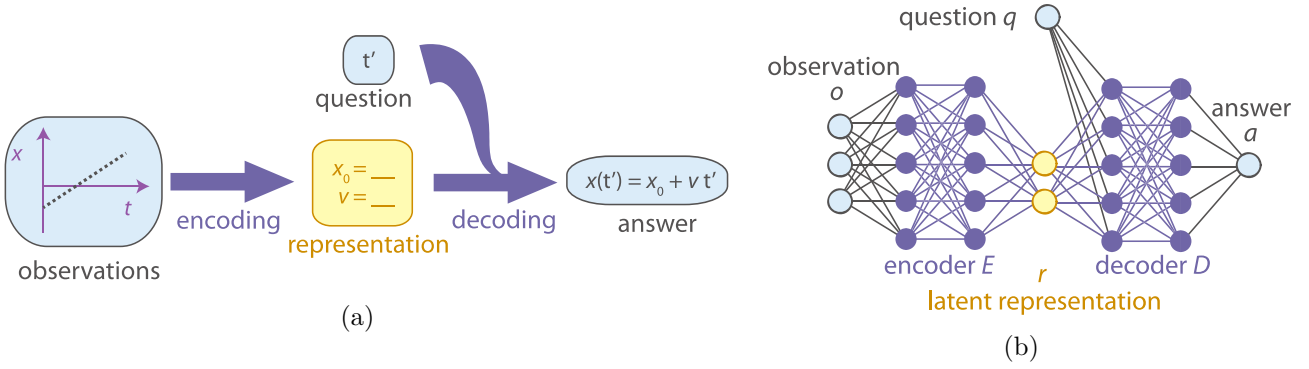 t′
question
x
t
observations
encoding
x₀ = __
v = __
representation
decoding
x(t′) = x₀ + v t′
answer
(a)
question q
observation
o
answer
a
encoder E
decoder D
r
latent representation
(b)